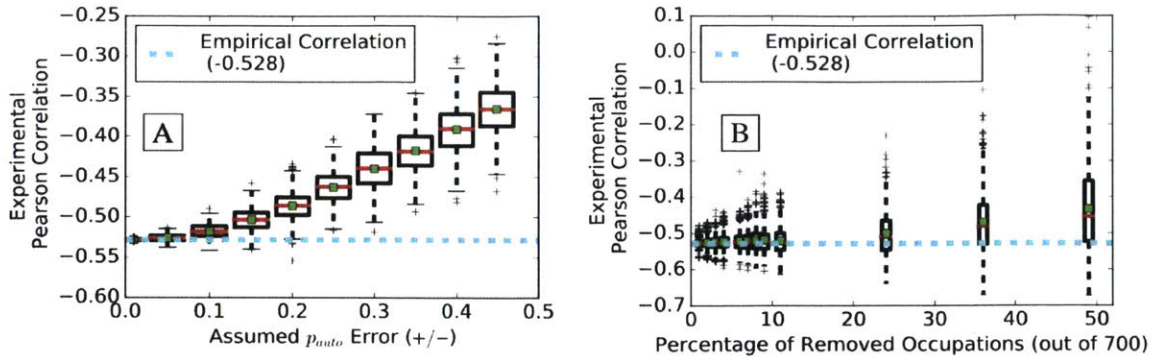 Experimental
Pearson Correlation
−0.25
−0.30
−0.35
−0.40
−0.45
−0.50
−0.55
−0.60
Empirical Correlation
(-0.528)
A
0.0 0.1 0.2 0.3 0.4 0.5
Assumed p_auto Error (+/−)
Experimental
Pearson Correlation
0.1
0.0
−0.1
−0.2
−0.3
−0.4
−0.5
−0.6
−0.7
Empirical Correlation
(-0.528)
B
0 10 20 30 40 50
Percentage of Removed Occupations (out of 700)